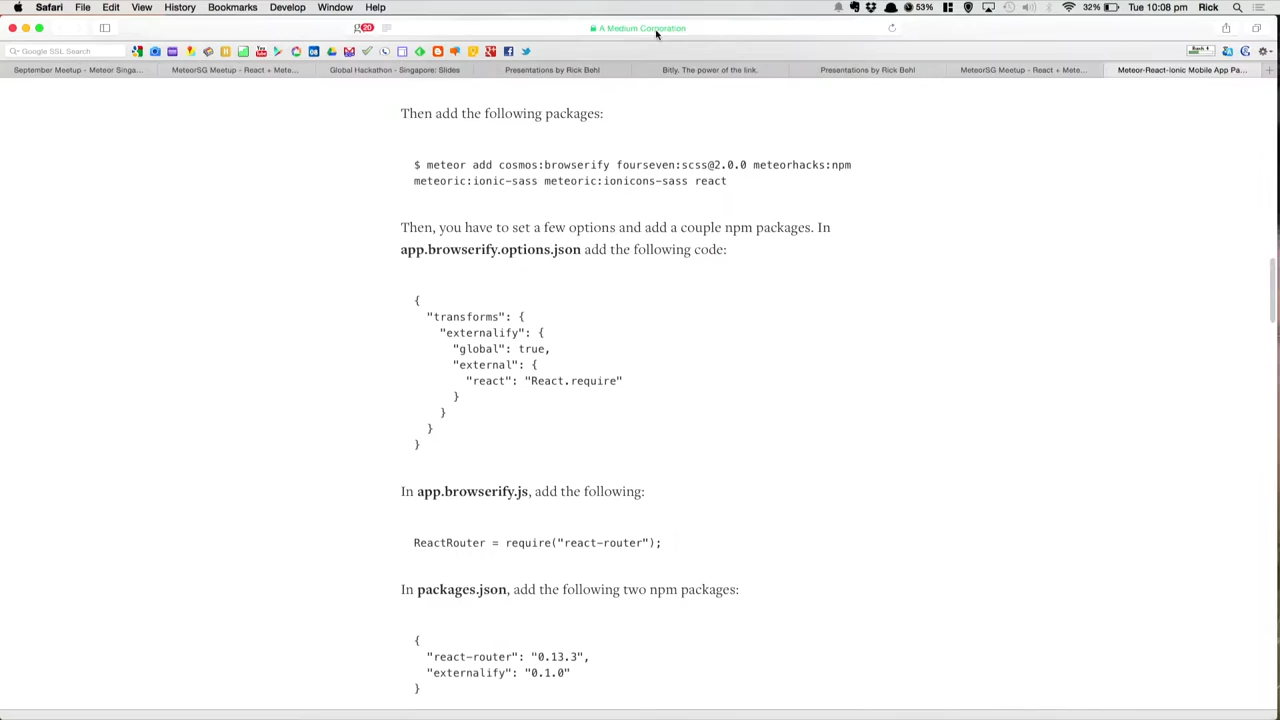 Safari File Edit View History Bookmarks Develop Window Help 53% 32% Tue 10:08 pm Rick
20 A Medium Corporation
Google SSL Search
September Meetup - Meteor Singa... MeteorSG Meetup - React + Mete... Global Hackathon - Singapore: Slides Presentations by Rick Behl Bitly. The power of the link. Presentations by Rick Behl MeteorSG Meetup - React + Mete... Meteor-React-Ionic Mobile App Pa...
Then add the following packages:
$ meteor add cosmos:browserify fourseven:scss@2.0.0 meteorhacks:npm
meteoric:ionic-sass meteoric:ionicons-sass react
Then, you have to set a few options and add a couple npm packages. In
app.browserify.options.json add the following code:
{
"transforms": {
"externalify": {
"global": true,
"external": {
"react": "React.require"
}
}
}
}
In app.browserify.js, add the following:
ReactRouter = require("react-router");
In packages.json, add the following two npm packages:
{
"react-router": "0.13.3",
"externalify": "0.1.0"
}